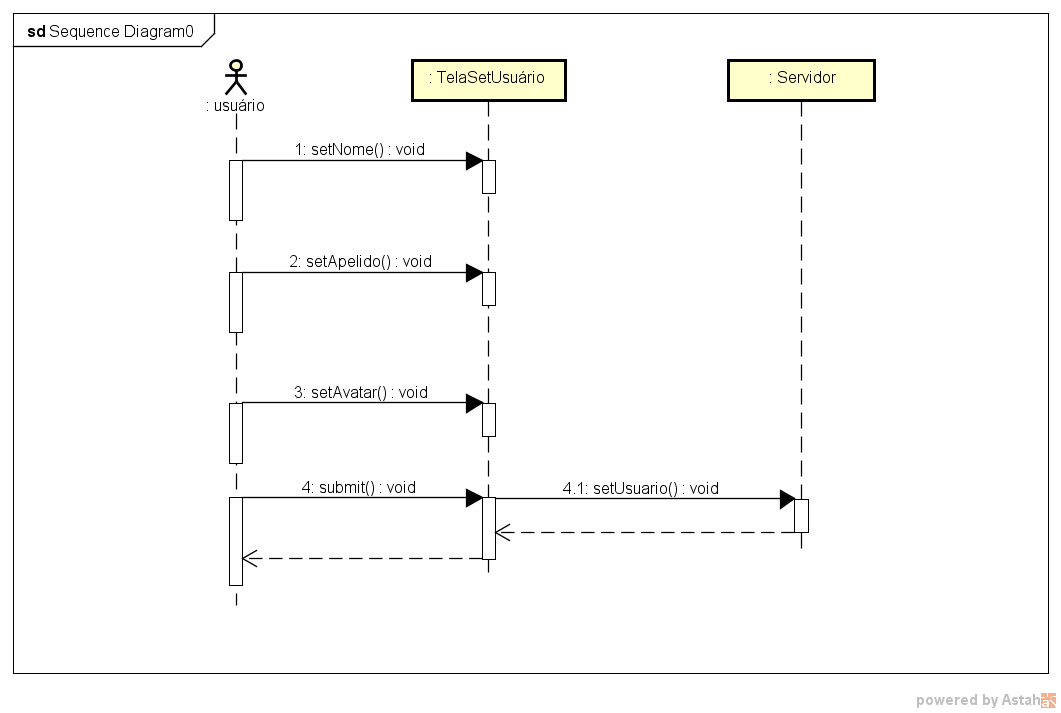 sd Sequence Diagram0
: usuário
: TelaSetUsuário
: Servidor
1: setNome() : void
2: setApelido() : void
3: setAvatar() : void
4: submit() : void
4.1: setUsuario() : void
powered by Astah